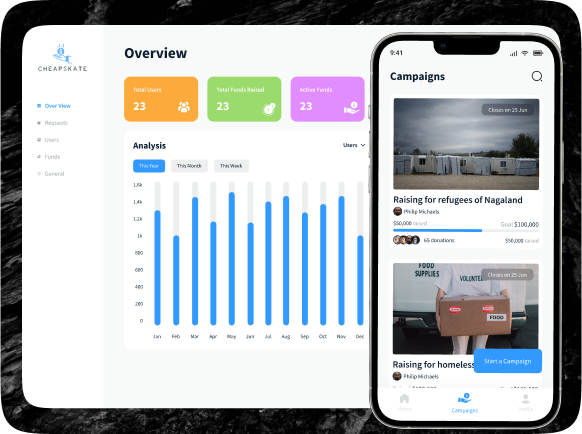 CHEAPSKATE
Over View
Requests
Users
Funds
General
Overview
Total Users
23
Total Funds Raised
23
Active Funds
23
Analysis
Users
This Year
This Month
This Week
1.6k
1.4k
1.2k
1k
800
600
400
200
0
Jan Feb Mar Apr May Jun Jul Aug Sep Oct Nov Dec
9:41
Campaigns
Closes on 25 Jun
Raising for refugees of Nagaland
Philip Michaels
$50,000 raised
Goal $100,000
65 donations
$50,000 raised
FOOD
SUPPLIES
VOLUNTE
Closes on 25 Jun
FOOD
Raising for homeless
Philip Michaels
Start a Campaign
Home
Campaigns
Profile